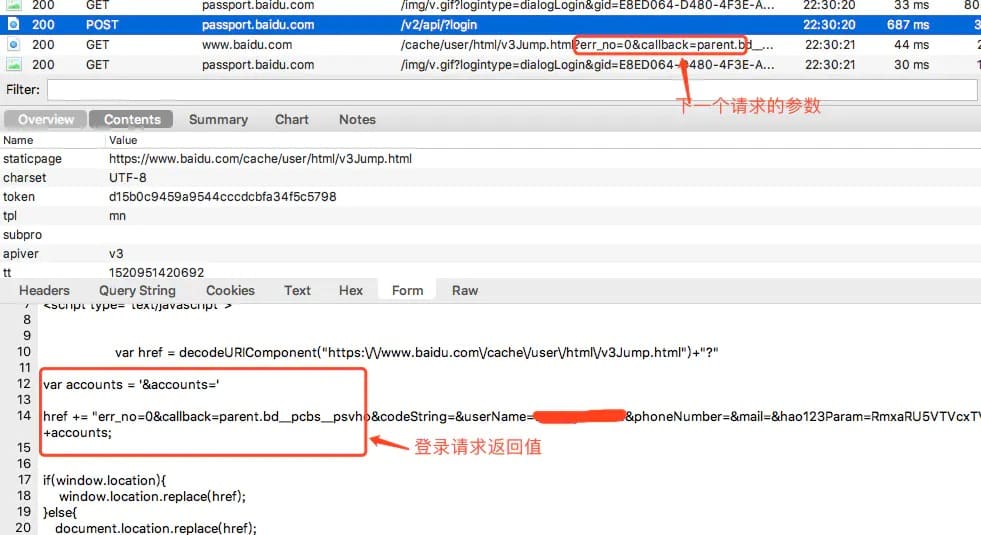 200 GET passport.baidu.com /img/v.gif?logintype=dialogLogin&gid=E8ED064-D480-4F3E-A... 22:30:20 33 ms 80
200 POST passport.baidu.com /v2/api/?login 22:30:20 687 ms 3
200 GET www.baidu.com /cache/user/html/v3Jump.html?err_no=0&callback=parent.bd__... 22:30:21 44 ms 2
200 GET passport.baidu.com /img/v.gif?logintype=dialogLogin&gid=E8ED064-D480-4F3E-A... 22:30:21 30 ms 1
Filter:
下一个请求的参数
Overview Contents Summary Chart Notes
Name Value
staticpage https://www.baidu.com/cache/user/html/v3Jump.html
charset UTF-8
token d15b0c9459a9544cccdcbfa34f5c5798
tpl mn
subpro
apiver v3
tt 1520951420692
Headers Query String Cookies Text Hex Form Raw
7 <script type="text/javascript">
8
9
10 var href = decodeURIComponent("https:\/\/www.baidu.com\/cache\/user\/html\/v3Jump.html")+"?"
11
12 var accounts = '&accounts='
13
14 href += "err_no=0&callback=parent.bd__pcbs__psvhp&codeString=&userName= &phoneNumber=&mail=&hao123Param=RmxaRU5VTVcxTV
+accounts;
15
登录请求返回值
16
17 if(window.location){
18 window.location.replace(href);
19 }else{
20 document.location.replace(href);